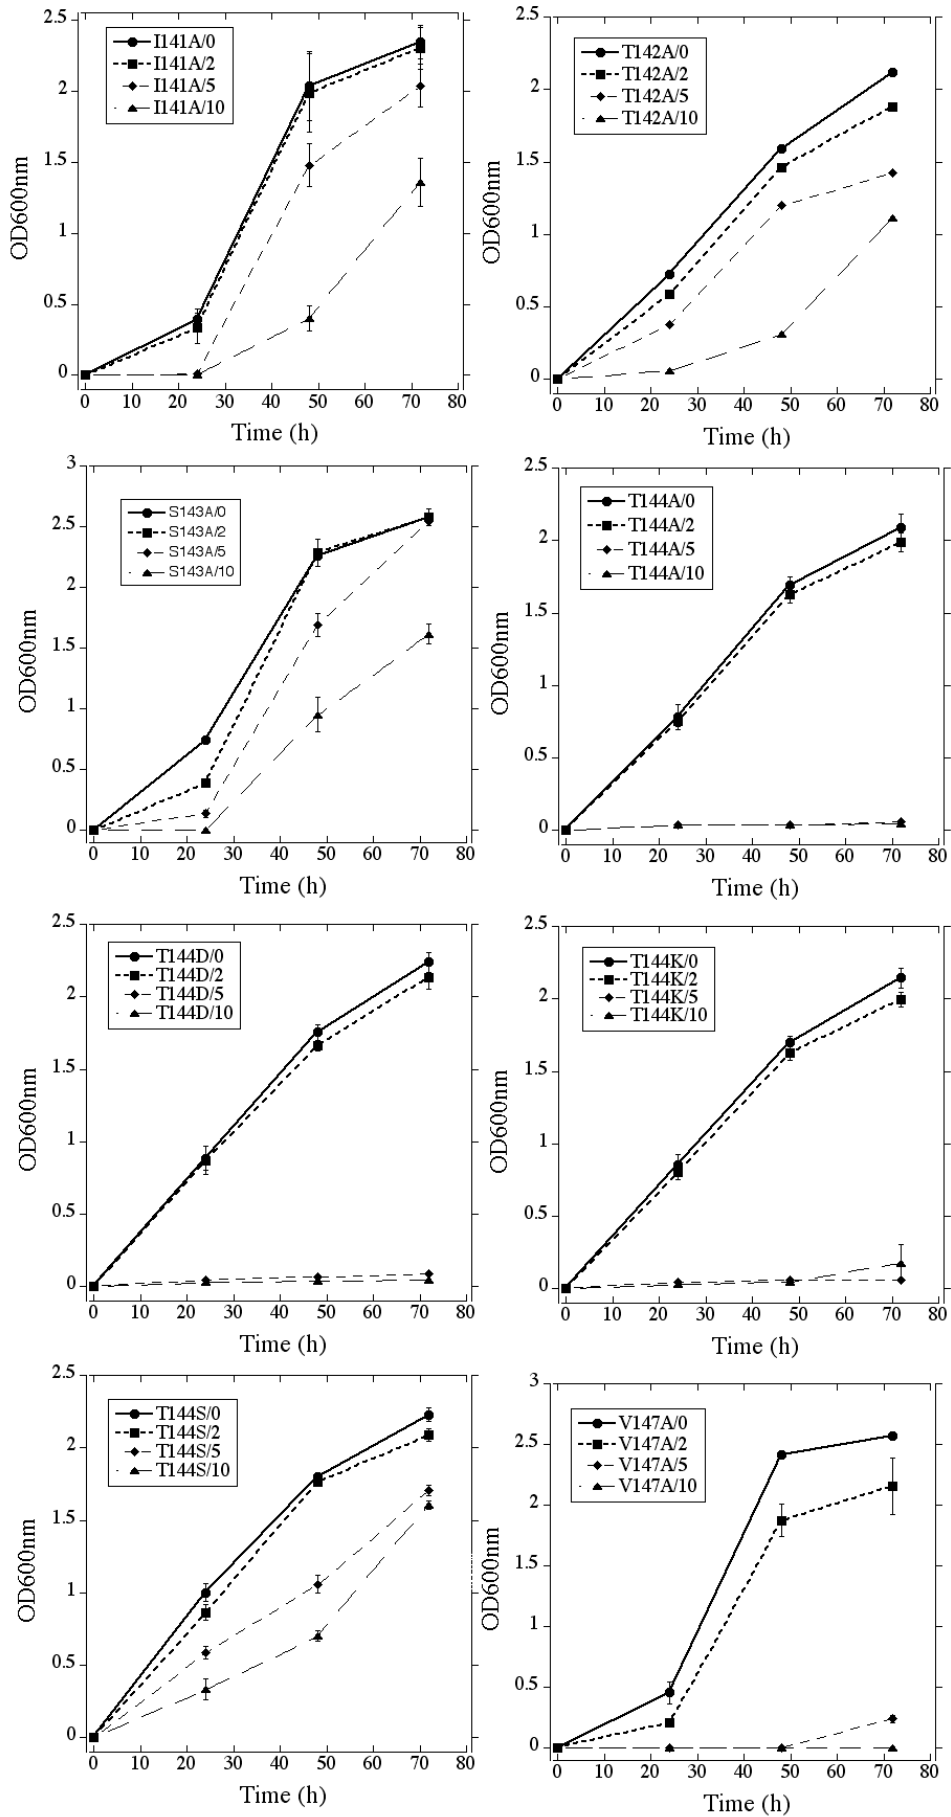 I141A/0
I141A/2
I141A/5
I141A/10
OD600nm
2.5
2
1.5
1
0.5
0
0 10 20 30 40 50 60 70 80
Time (h)
T142A/0
T142A/2
T142A/5
T142A/10
OD600nm
2.5
2
1.5
1
0.5
0
0 10 20 30 40 50 60 70 80
Time (h)
S143A/0
S143A/2
S143A/5
S143A/10
OD600nm
3
2.5
2
1.5
1
0.5
0
0 10 20 30 40 50 60 70 80
Time (h)
T144A/0
T144A/2
T144A/5
T144A/10
OD600nm
2.5
2
1.5
1
0.5
0
0 10 20 30 40 50 60 70 80
Time (h)
T144D/0
T144D/2
T144D/5
T144D/10
OD600nm
2.5
2
1.5
1
0.5
0
0 10 20 30 40 50 60 70 80
Time (h)
T144K/0
T144K/2
T144K/5
T144K/10
OD600nm
2.5
2
1.5
1
0.5
0
0 10 20 30 40 50 60 70 80
Time (h)
T144S/0
T144S/2
T144S/5
T144S/10
OD600nm
2.5
2
1.5
1
0.5
0
0 10 20 30 40 50 60 70 80
Time (h)
V147A/0
V147A/2
V147A/5
V147A/10
OD600nm
3
2.5
2
1.5
1
0.5
0
0 10 20 30 40 50 60 70 80
Time (h)